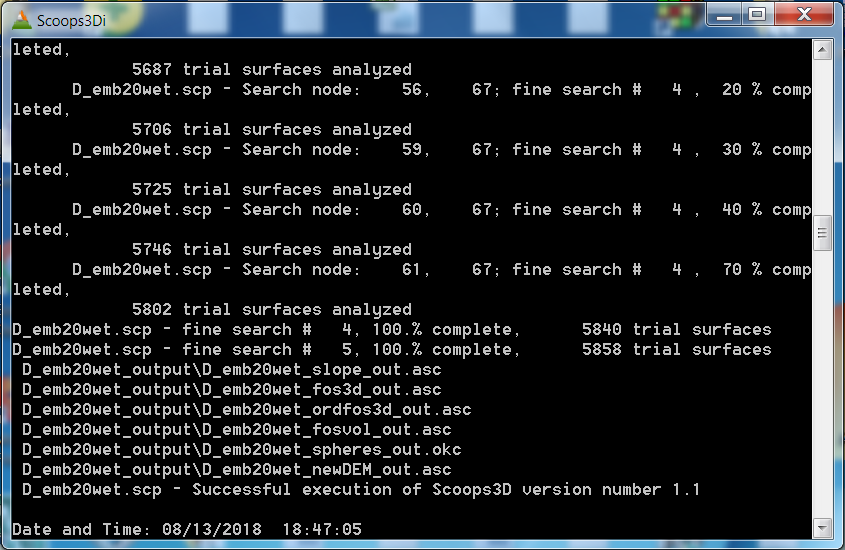 Scoops3Di
leted,
5687 trial surfaces analyzed
D_emb20wet.scp - Search node: 56, 67; fine search # 4 , 20 % comp
leted,
5706 trial surfaces analyzed
D_emb20wet.scp - Search node: 59, 67; fine search # 4 , 30 % comp
leted,
5725 trial surfaces analyzed
D_emb20wet.scp - Search node: 60, 67; fine search # 4 , 40 % comp
leted,
5746 trial surfaces analyzed
D_emb20wet.scp - Search node: 61, 67; fine search # 4 , 70 % comp
leted,
5802 trial surfaces analyzed
D_emb20wet.scp - fine search # 4, 100.% complete, 5840 trial surfaces
D_emb20wet.scp - fine search # 5, 100.% complete, 5858 trial surfaces
D_emb20wet_output\D_emb20wet_slope_out.asc
D_emb20wet_output\D_emb20wet_fos3d_out.asc
D_emb20wet_output\D_emb20wet_ordfos3d_out.asc
D_emb20wet_output\D_emb20wet_fosvol_out.asc
D_emb20wet_output\D_emb20wet_spheres_out.okc
D_emb20wet_output\D_emb20wet_newDEM_out.asc
D_emb20wet.scp - Successful execution of Scoops3D version number 1.1
Date and Time: 08/13/2018 18:47:05